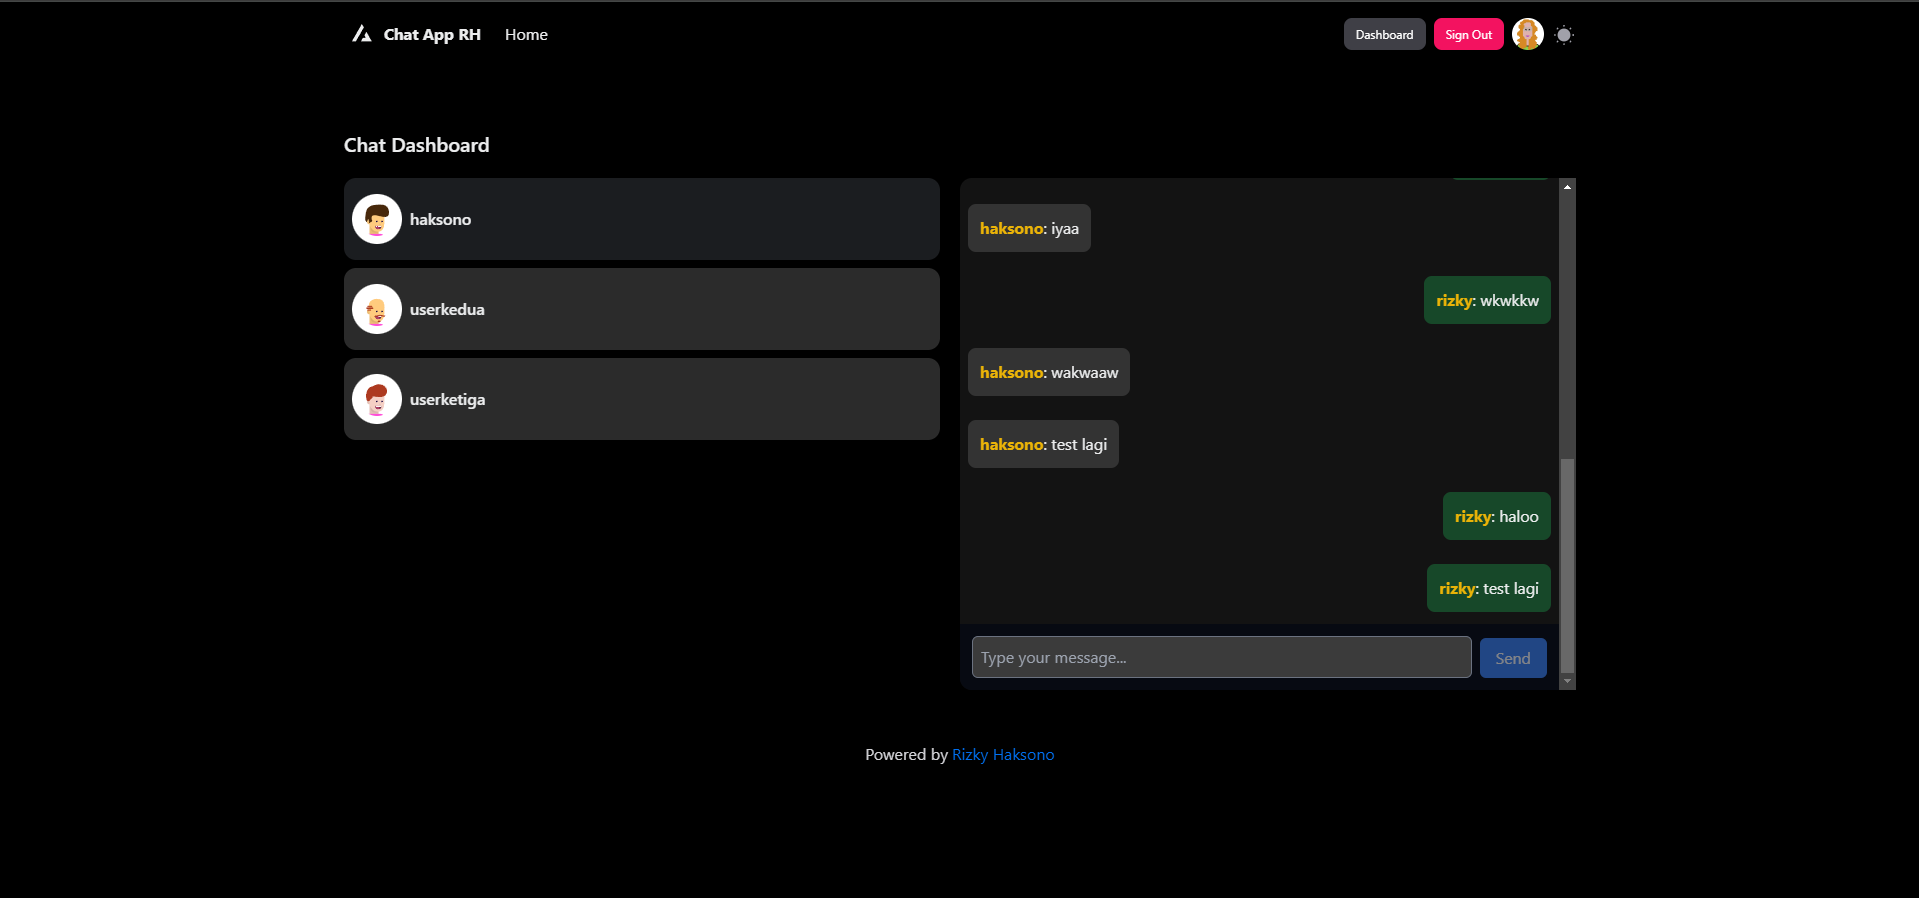 Chat App RH Home Dashboard Sign Out
Chat Dashboard
haksono
userkedua
userketiga
haksono: iyaa
rizky: wkwkkw
haksono: wakwaaw
haksono: test lagi
rizky: haloo
rizky: test lagi
Type your message... Send
Powered by Rizky Haksono